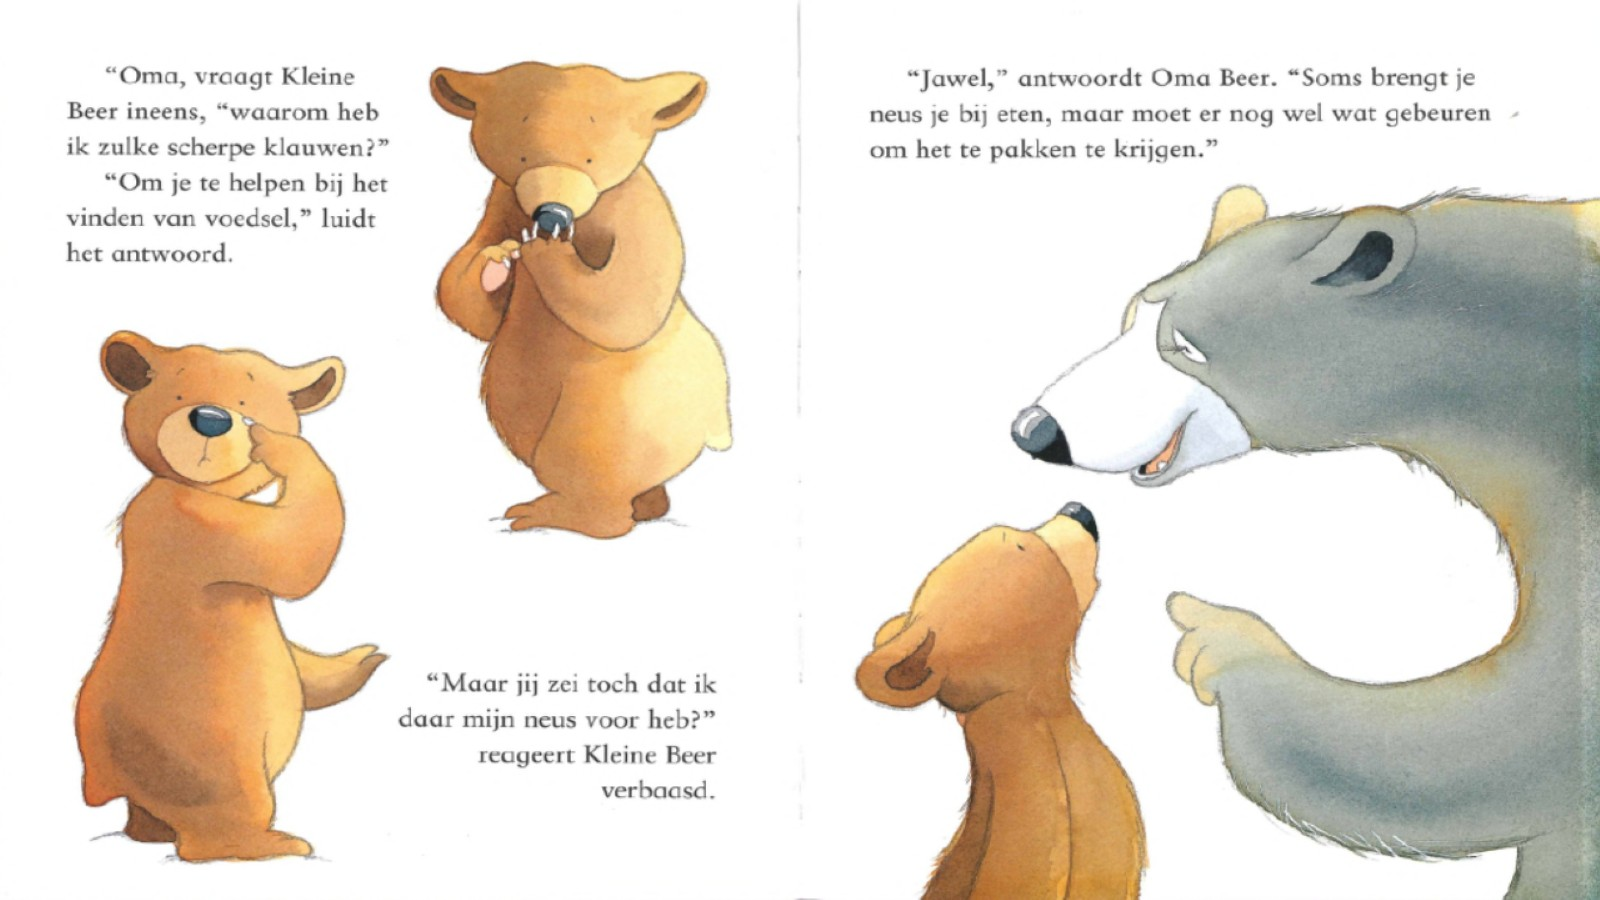 “Oma, vraagt Kleine
Beer ineens, “waarom heb
ik zulke scherpe klauwen?”
“Om je te helpen bij het
vinden van voedsel,” luidt
het antwoord.
“Maar jij zei toch dat ik
daar mijn neus voor heb?”
reageert Kleine Beer
verbaasd.
“Jawel,” antwoordt Oma Beer. “Soms brengt je
neus je bij eten, maar moet er nog wel wat gebeuren
om het te pakken te krijgen.”